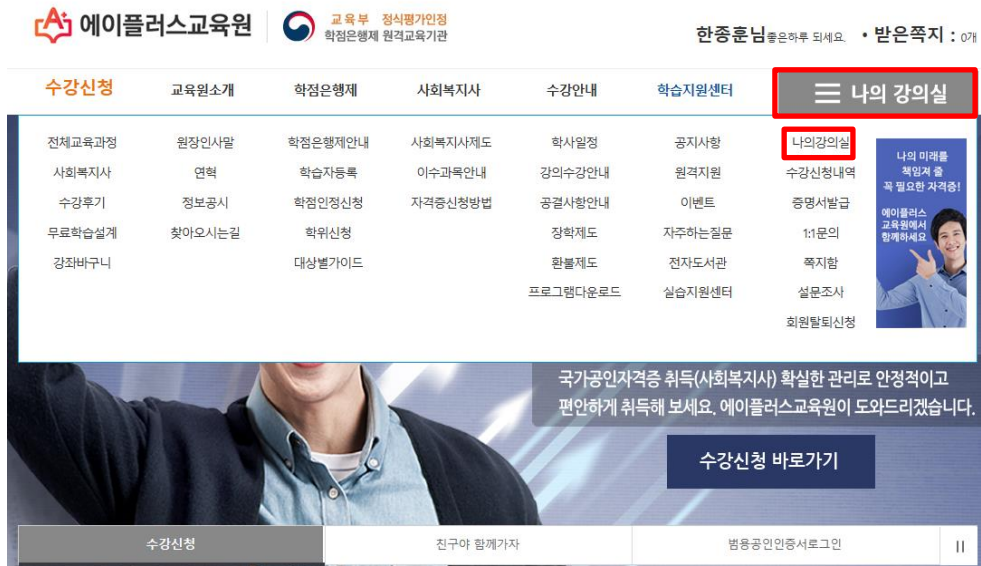 에이플러스교육원
교육부 정식평가인정
학점은행제 원격교육기관
한종훈님좋은하루 되세요. • 받은쪽지 : 0개
수강신청 교육원소개 학점은행제 사회복지사 수강안내 학습지원센터 나의 강의실
전체교육과정 원장인사말 학점은행제안내 사회복지사제도 학사일정 공지사항 나의강의실
사회복지사 연혁 학습자등록 이수과목안내 강의수강안내 원격지원 수강신청내역
수강후기 정보공시 학점인정신청 자격증신청방법 공결사항안내 이벤트 증명서발급
무료학습설계 찾아오시는길 학위신청 장학제도 자주하는질문 1:1문의
강좌바구니 대상별가이드 환불제도 전자도서관 쪽지함
프로그램다운로드 실습지원센터 설문조사
회원탈퇴신청
나의 미래를
책임져 줄
꼭 필요한 자격증!
에이플러스
교육원에서
함께하세요
국가공인자격증 취득(사회복지사) 확실한 관리로 안정적이고
편안하게 취득해 보세요. 에이플러스교육원이 도와드리겠습니다.
수강신청 바로가기
수강신청 친구야 함께가자 범용공인인증서로그인